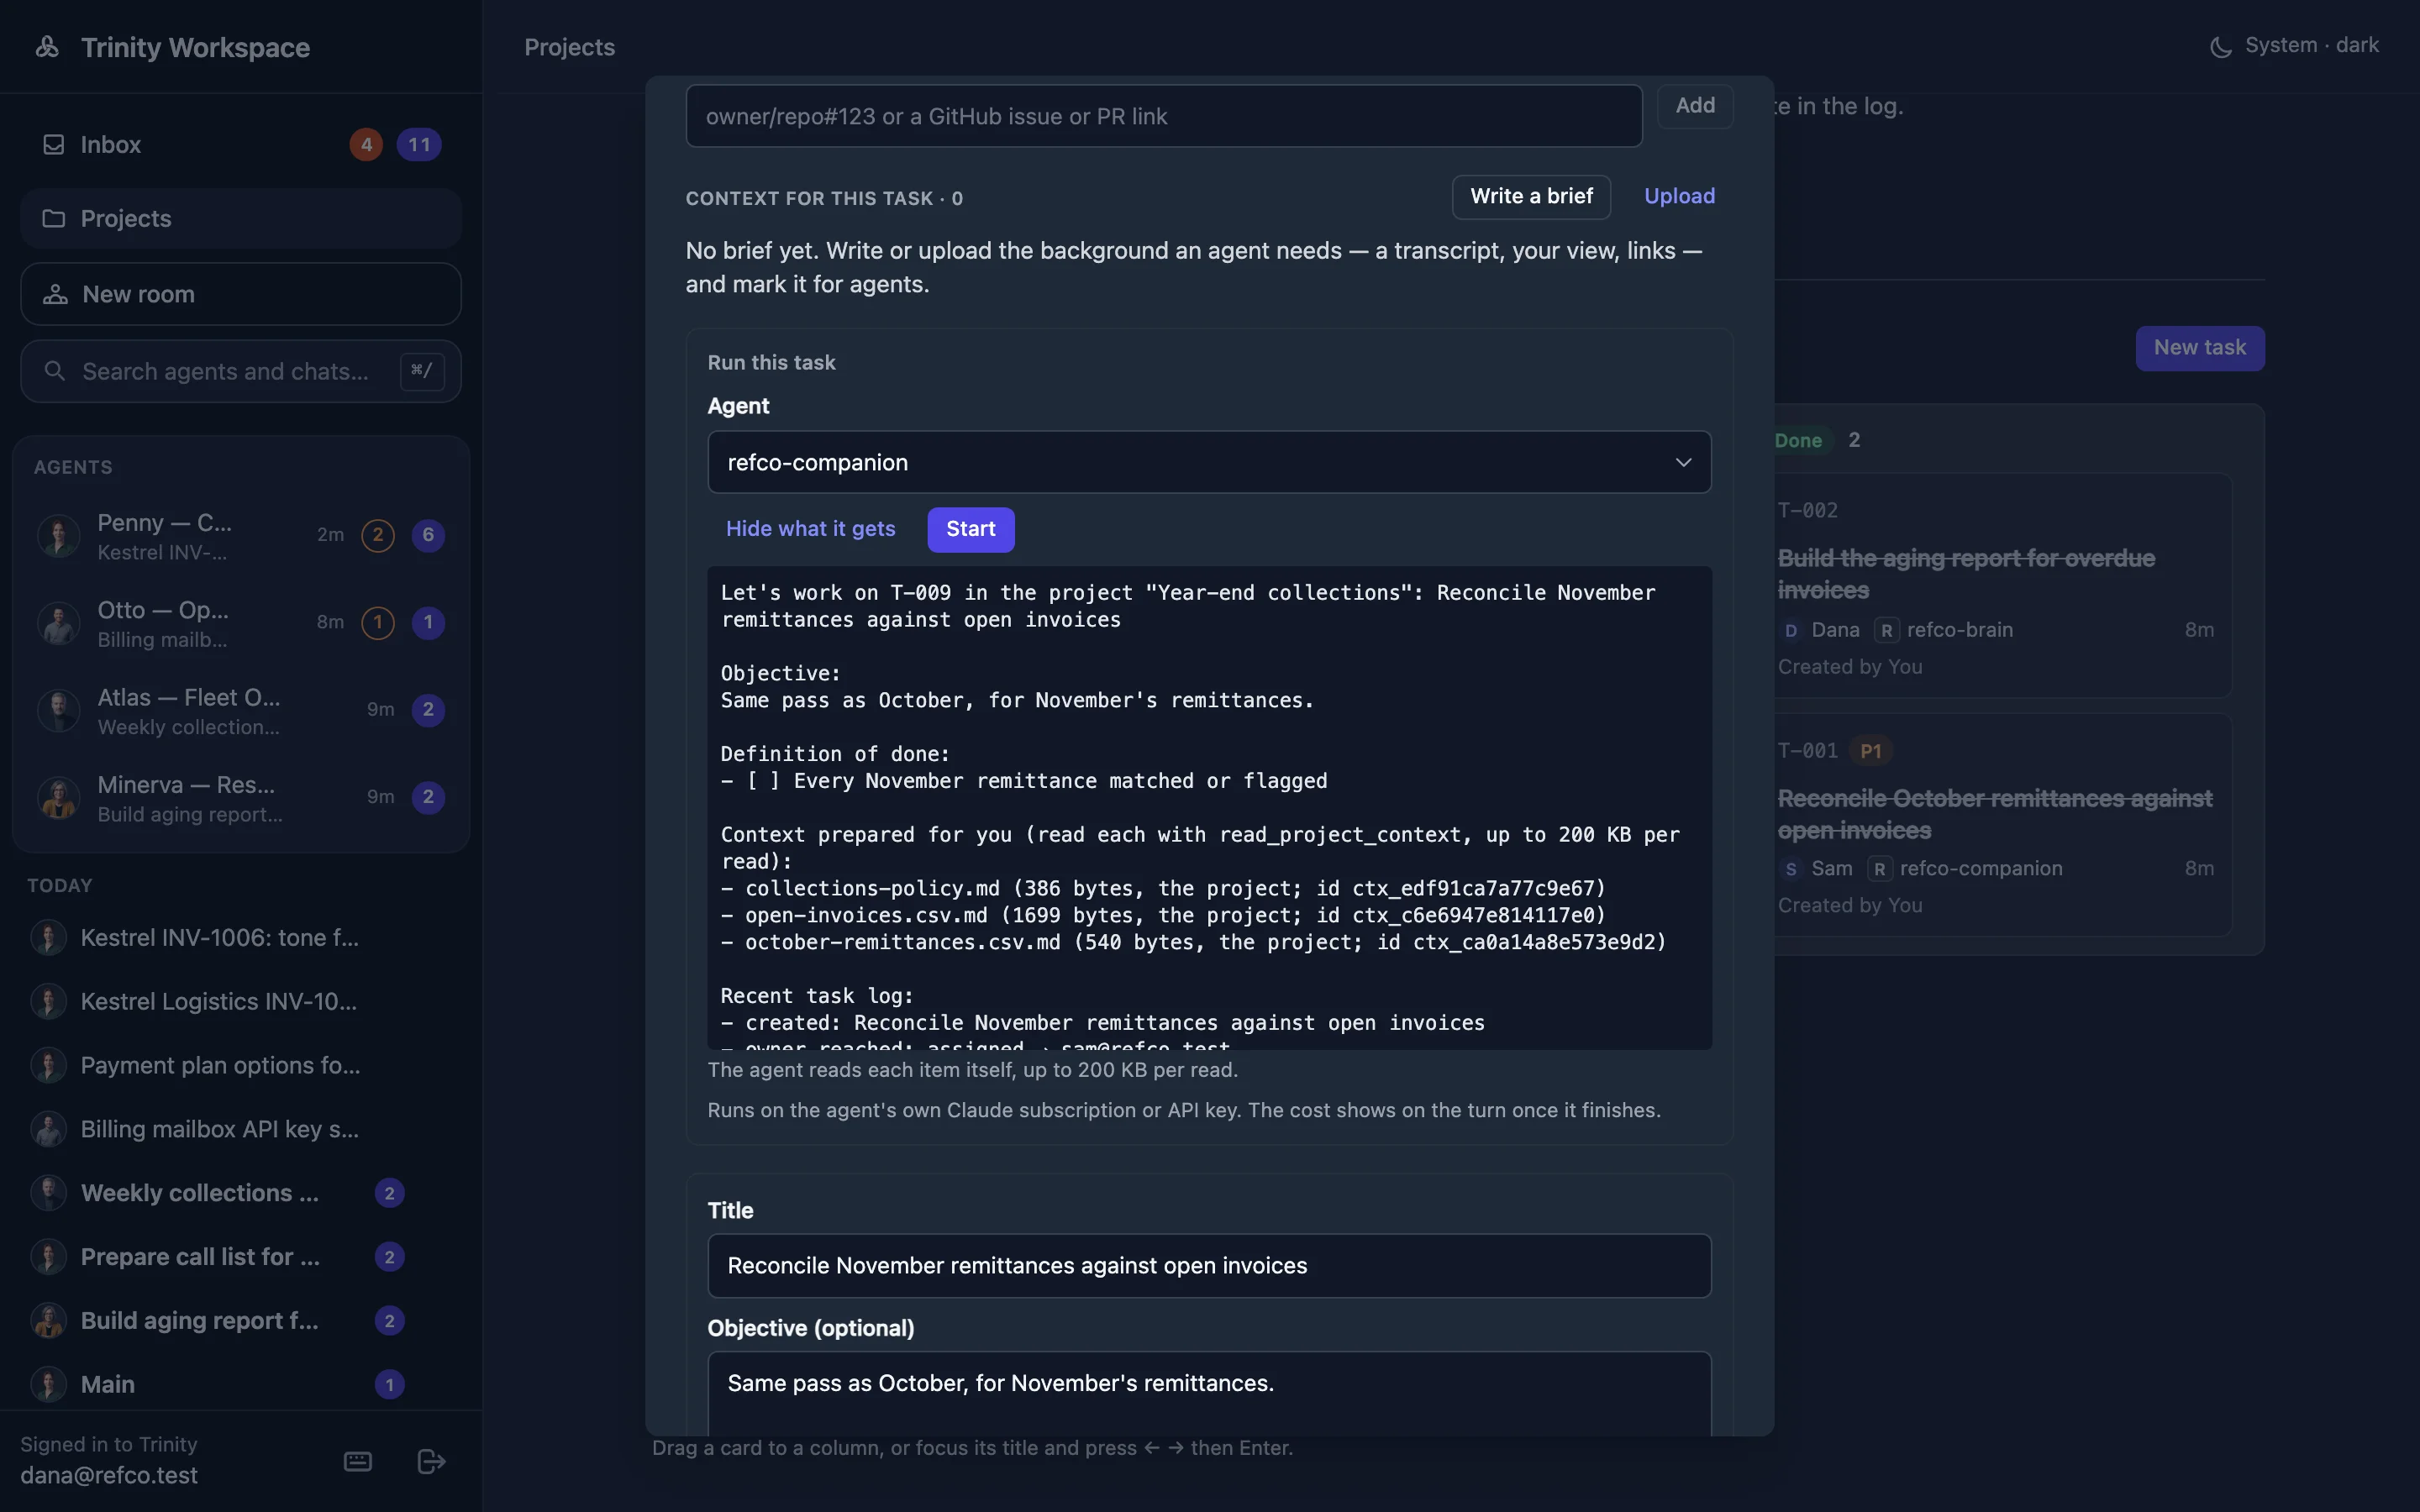 Trinity Workspace
Inbox
4
11
Projects
New room
Search agents and chats...
⌘/
AGENTS
Penny — C...
2m
2
6
Kestrel INV-...
Otto — Op...
8m
1
1
Billing mailb...
Atlas — Fleet O...
9m
2
Weekly collection...
Minerva — Res...
9m
2
Build aging report...
TODAY
Kestrel INV-1006: tone f...
Kestrel Logistics INV-10...
Payment plan options fo...
Billing mailbox API key s...
Weekly collections ...
2
Prepare call list for ...
2
Build aging report f...
2
Main
1
Signed in to Trinity
dana@refco.test
Projects
System · dark
te in the log.
owner/repo#123 or a GitHub issue or PR link
Add
CONTEXT FOR THIS TASK · 0
Write a brief
Upload
No brief yet. Write or upload the background an agent needs — a transcript, your view, links —
and mark it for agents.
Run this task
Agent
refco-companion
Hide what it gets
Start
Let's work on T-009 in the project "Year-end collections": Reconcile November
remittances against open invoices
Objective:
Same pass as October, for November's remittances.
Definition of done:
- [ ] Every November remittance matched or flagged
Context prepared for you (read each with read_project_context, up to 200 KB per
read):
- collections-policy.md (386 bytes, the project; id ctx_edf91ca7a77c9e67)
- open-invoices.csv.md (1699 bytes, the project; id ctx_c6e6947e814117e0)
- october-remittances.csv.md (540 bytes, the project; id ctx_ca0a14a8e573e9d2)
Recent task log:
- created: Reconcile November remittances against open invoices
- owner reached: assigned → sam@refco.test
The agent reads each item itself, up to 200 KB per read.
Runs on the agent's own Claude subscription or API key. The cost shows on the turn once it finishes.
Title
Reconcile November remittances against open invoices
Objective (optional)
Same pass as October, for November's remittances.
Drag a card to a column, or focus its title and press ← → then Enter.
New task
Done
2
T-002
Build the aging report for overdue
invoices
D
Dana
R
refco-brain
8m
Created by You
T-001
P1
Reconcile October remittances against
open invoices
S
Sam
R
refco-companion
8m
Created by You